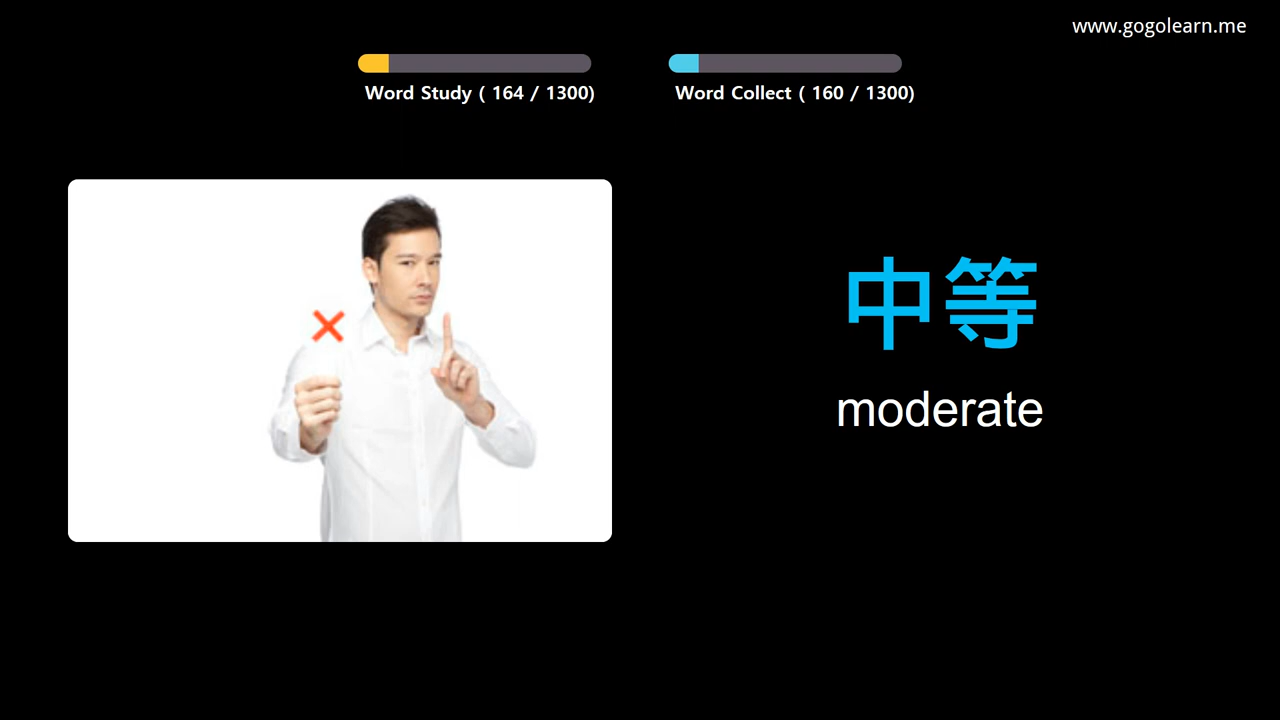 www.gogolearn.me
Word Study ( 164 / 1300)
Word Collect ( 160 / 1300)
中等
moderate